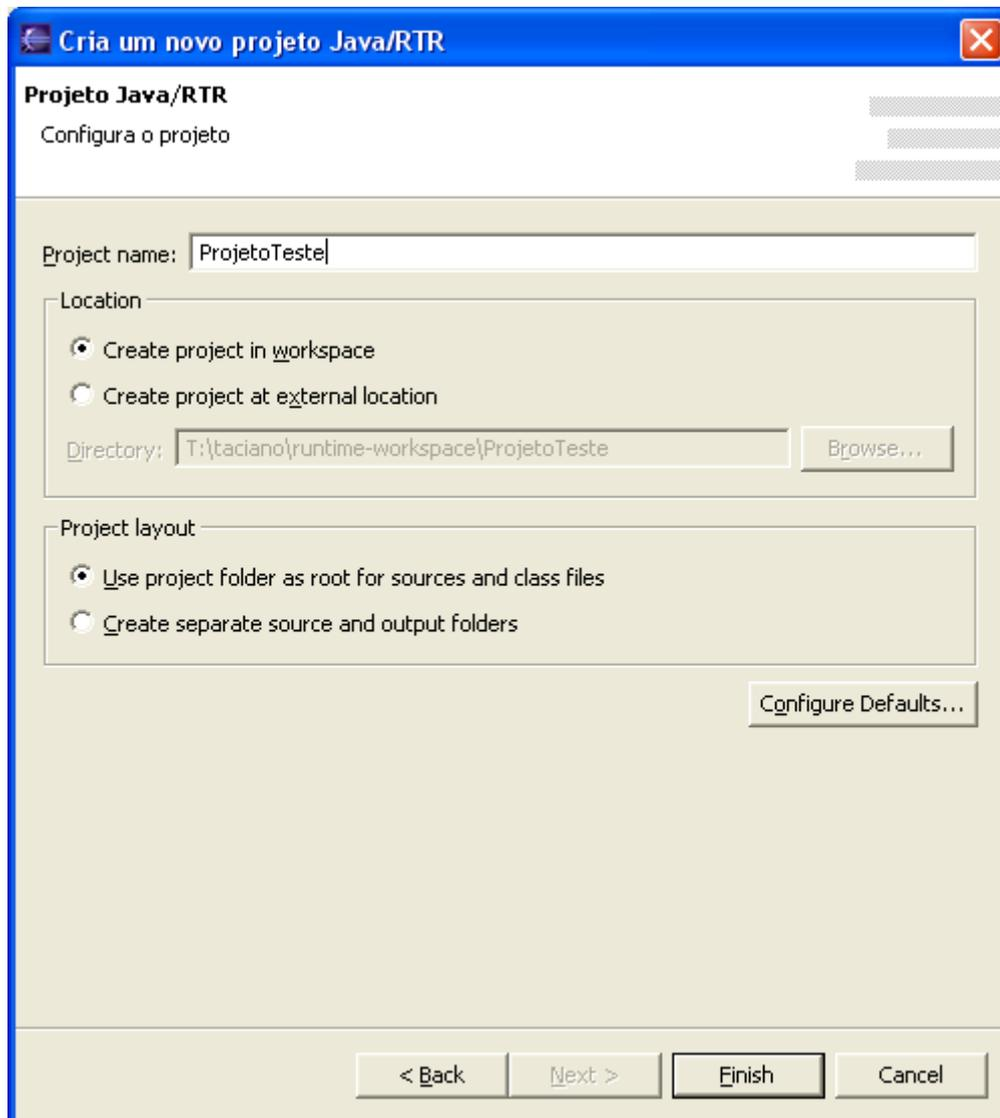 Cria um novo projeto Java/RTR
Projeto Java/RTR
Configura o projeto
Project name: ProjetoTeste
Location
Create project in workspace
Create project at external location
Directory: T:\taciano\runtime-workspace\ProjetoTeste Browse...
Project layout
Use project folder as root for sources and class files
Create separate source and output folders
Configure Defaults...
< Back Next > Finish Cancel